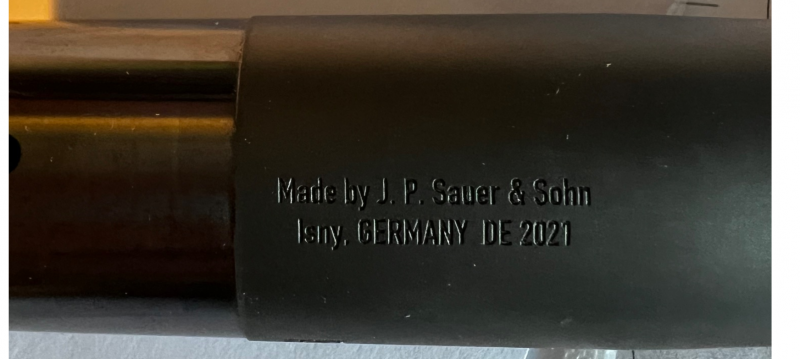 Made by J. P. Sauer & Sohn
Isny, GERMANY DE 2021